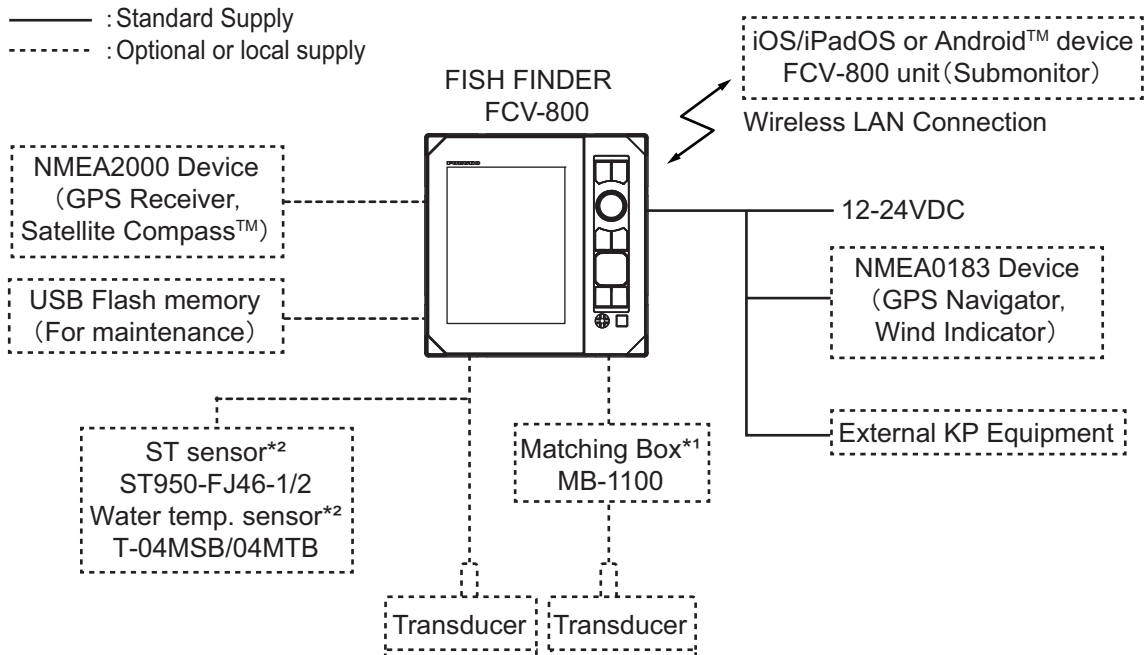 : Standard Supply
: Optional or local supply
FISH FINDER
FCV-800
iOS/iPadOS or Android™ device
FCV-800 unit（Submonitor）
Wireless LAN Connection
NMEA2000 Device
（GPS Receiver,
Satellite Compass™）
USB Flash memory
（For maintenance）
FURUNO
12-24VDC
NMEA0183 Device
（GPS Navigator,
Wind Indicator）
External KP Equipment
ST sensor*²
ST950-FJ46-1/2
Water temp. sensor*²
T-04MSB/04MTB
Matching Box*¹
MB-1100
Transducer
Transducer